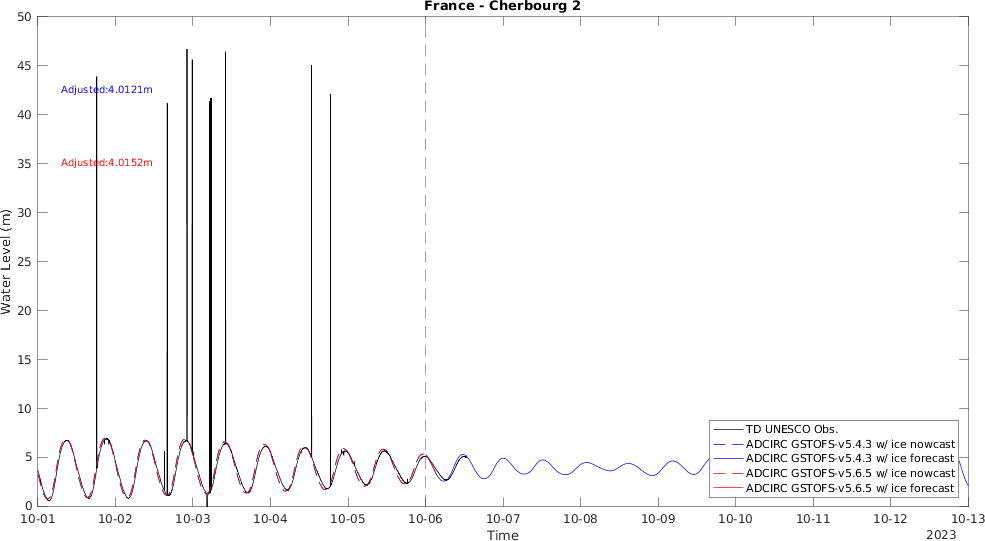 France - Cherbourg 2
50
45
40
35
30
25
20
15
10
5
0
Water Level (m)
Adjusted:4.0121m
Adjusted:4.0152m
TD UNESCO Obs.
ADCIRC GSTOFS-v5.4.3 w/ ice nowcast
ADCIRC GSTOFS-v5.4.3 w/ ice forecast
ADCIRC GSTOFS-v5.6.5 w/ ice nowcast
ADCIRC GSTOFS-v5.6.5 w/ ice forecast
10-01 10-02 10-03 10-04 10-05 10-06 10-07 10-08 10-09 10-10 10-11 10-12 10-13
Time
2023